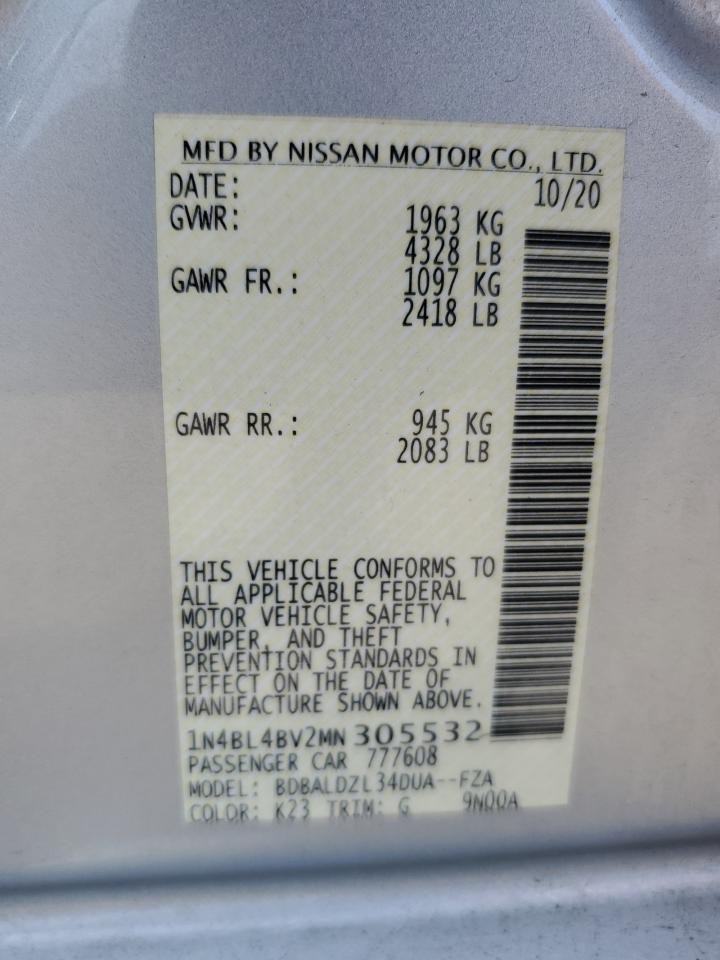 MFD BY NISSAN MOTOR CO., LTD.
DATE: 10/20
GVWR: 1963 KG
4328 LB
GAWR FR.: 1097 KG
2418 LB
GAWR RR.: 945 KG
2083 LB
THIS VEHICLE CONFORMS TO
ALL APPLICABLE FEDERAL
MOTOR VEHICLE SAFETY,
BUMPER, AND THEFT
PREVENTION STANDARDS IN
EFFECT ON THE DATE OF
MANUFACTURE SHOWN ABOVE.
1N4BL4BV2MN305532
PASSENGER CAR 777608
MODEL: BDBALDZL34DUA--FZA
COLOR: K23 TRIM: G